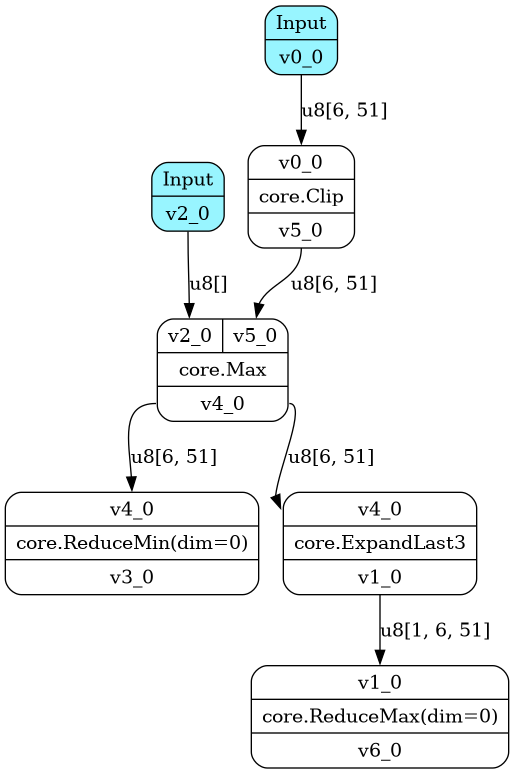 Input
v0_0
u8[6, 51]
v0_0
core.Clip
v5_0
Input
v2_0
u8[]
u8[6, 51]
v2_0 v5_0
core.Max
v4_0
u8[6, 51]
u8[6, 51]
v4_0
core.ReduceMin(dim=0)
v3_0
v4_0
core.ExpandLast3
v1_0
u8[1, 6, 51]
v1_0
core.ReduceMax(dim=0)
v6_0